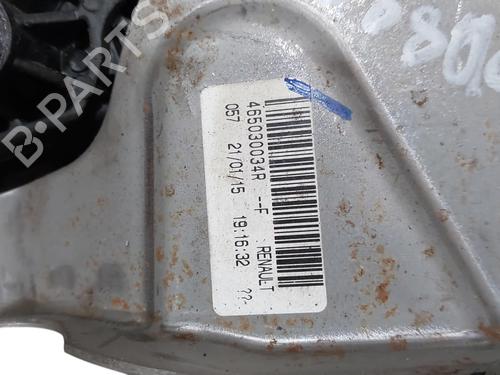 465030034R --F RENAULT
057 21/01/15 19:16:32 ??-
B-PARTS